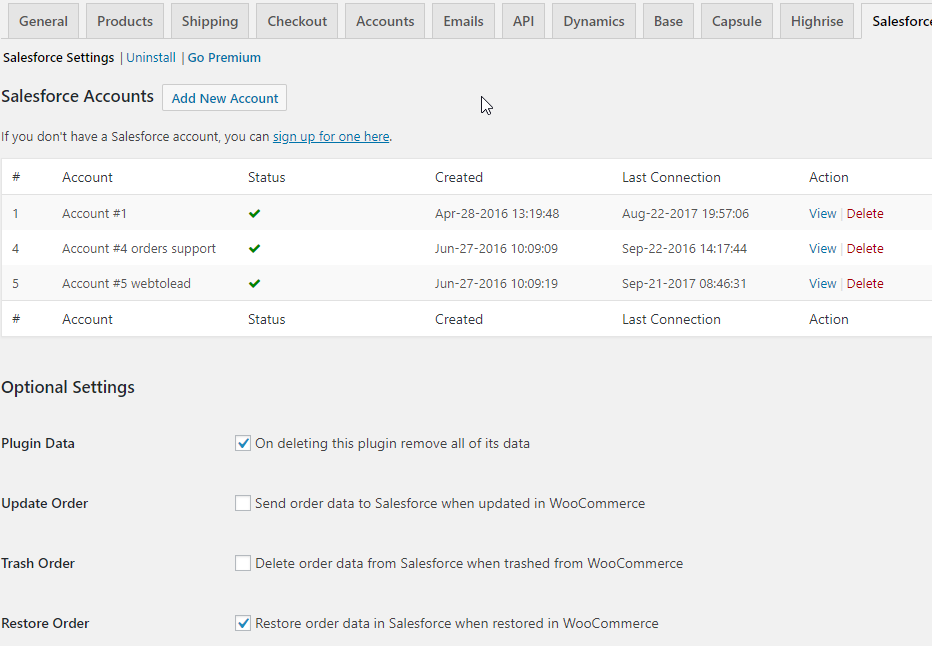 General Products Shipping Checkout Accounts Emails API Dynamics Base Capsule Highrise Salesforce
Salesforce Settings | Uninstall | Go Premium
Salesforce Accounts Add New Account
If you don't have a Salesforce account, you can sign up for one here.
# Account Status Created Last Connection Action
1 Account #1 Apr-28-2016 13:19:48 Aug-22-2017 19:57:06 View | Delete
4 Account #4 orders support Jun-27-2016 10:09:09 Sep-22-2016 14:17:44 View | Delete
5 Account #5 webtolead Jun-27-2016 10:09:19 Sep-21-2017 08:46:31 View | Delete
# Account Status Created Last Connection Action
Optional Settings
Plugin Data On deleting this plugin remove all of its data
Update Order Send order data to Salesforce when updated in WooCommerce
Trash Order Delete order data from Salesforce when trashed from WooCommerce
Restore Order Restore order data in Salesforce when restored in WooCommerce